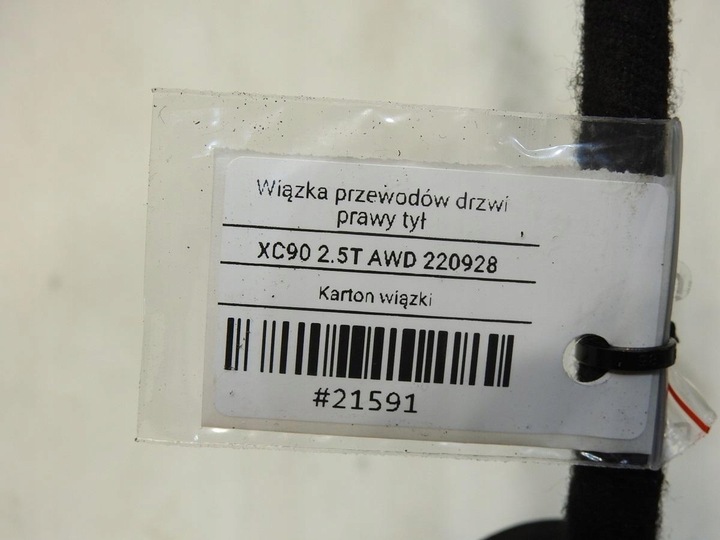 Wiązka przewodów drzwi
prawy tył
XC90 2.5T AWD 220928
Karton wiązki
#21591